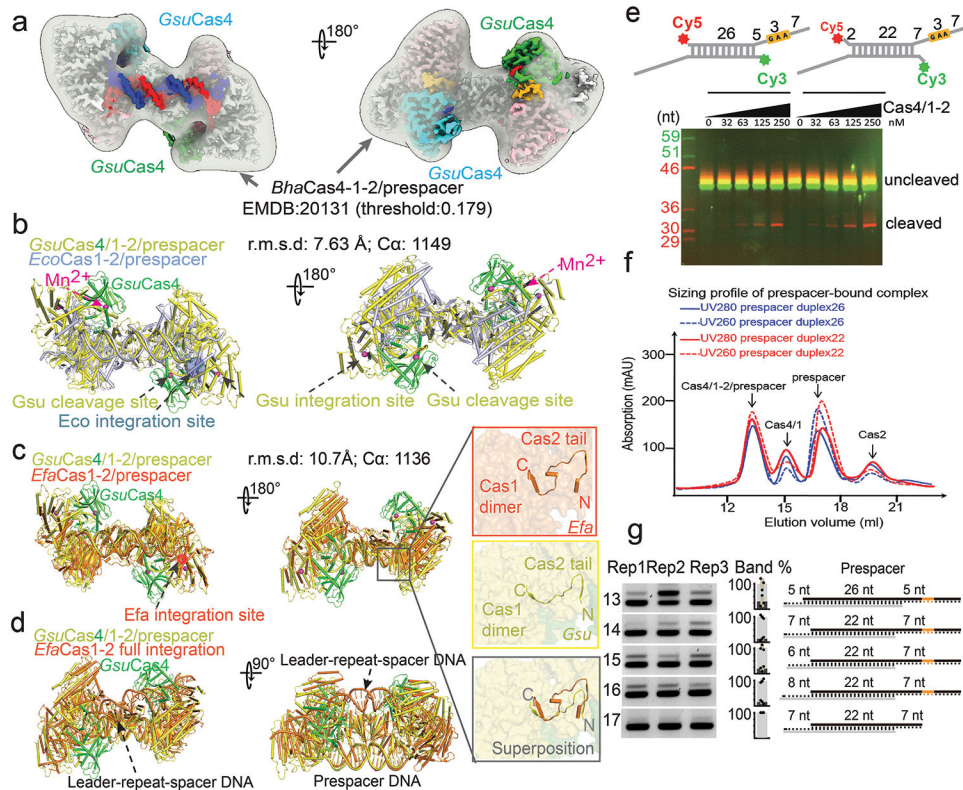 a
GsuCas4
180°
GsuCas4
GsuCas4
GsuCas4
BhaCas4-1-2/prespacer
EMDB:20131 (threshold:0.179)
b
GsuCas4/1-2/prespacer
EcoCas1-2/prespacer
Mn2+
GsuCas4
r.m.s.d: 7.63 Å; Cα: 1149
180°
Mn2+
Gsu cleavage site
Eco integration site
Gsu integration site
Gsu cleavage site
c
GsuCas4/1-2/prespacer
EfaCas1-2/prespacer
GsuCas4
r.m.s.d: 10.7Å; Cα: 1136
180°
Efa integration site
Cas2 tail
C
Cas1
dimer
N
Efa
Cas2 tail
C
Cas1
dimer
N
Gsu
C
N
Superposition
d
GsuCas4/1-2/prespacer
EfaCas1-2 full integration
GsuCas4
90°
Leader-repeat-spacer DNA
Leader-repeat-spacer DNA
Prespacer DNA
e
Cy5
26
5
3
7
GAA
Cy3
Cy5
2
22
7
3
7
GAA
Cy3
Cas4/1-2
0 32 63 125 250
0 32 63 125 250
nM
(nt)
59
51
46
36
30
29
uncleaved
cleaved
f
Sizing profile of prespacer-bound complex
UV280 prespacer duplex26
UV260 prespacer duplex26
UV280 prespacer duplex22
UV260 prespacer duplex22
Absorption (mAU)
300
200
100
Cas4/1-2/prespacer
Cas4/1
prespacer
Cas2
12 15 18 21
Elution volume (ml)
g
Rep1 Rep2 Rep3 Band % Prespacer
13
100
5 nt 26 nt 5 nt
14
100
7 nt 22 nt 7 nt
15
100
6 nt 22 nt 7 nt
16
100
8 nt 22 nt 7 nt
17
100
7 nt 22 nt 7 nt